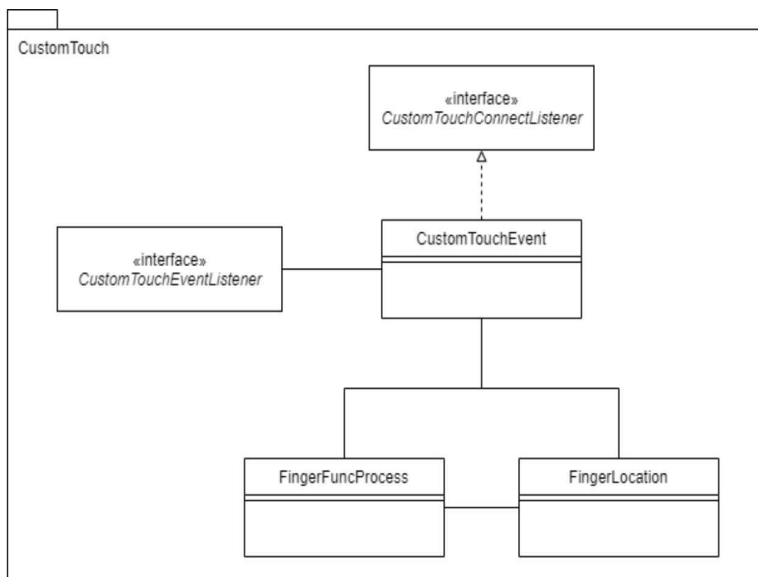 CustomTouch
«interface»
CustomTouchConnectListener
CustomTouchEvent
«interface»
CustomTouchEventListener
FingerFuncProcess
FingerLocation